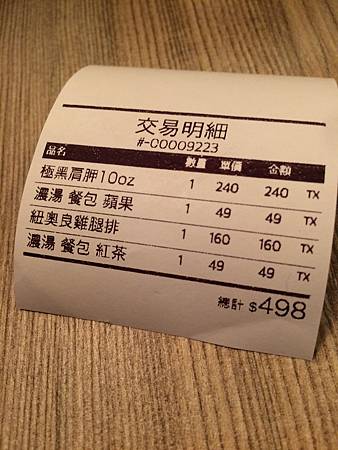 交易明細
#-00009223
品名 數量 單價 金額
極黑肩胛10oz 1 240 240 TX
濃湯 餐包 蘋果 1 49 49 TX
紐奧良雞腿排 1 160 160 TX
濃湯 餐包 紅茶 1 49 49 TX
總計 $498